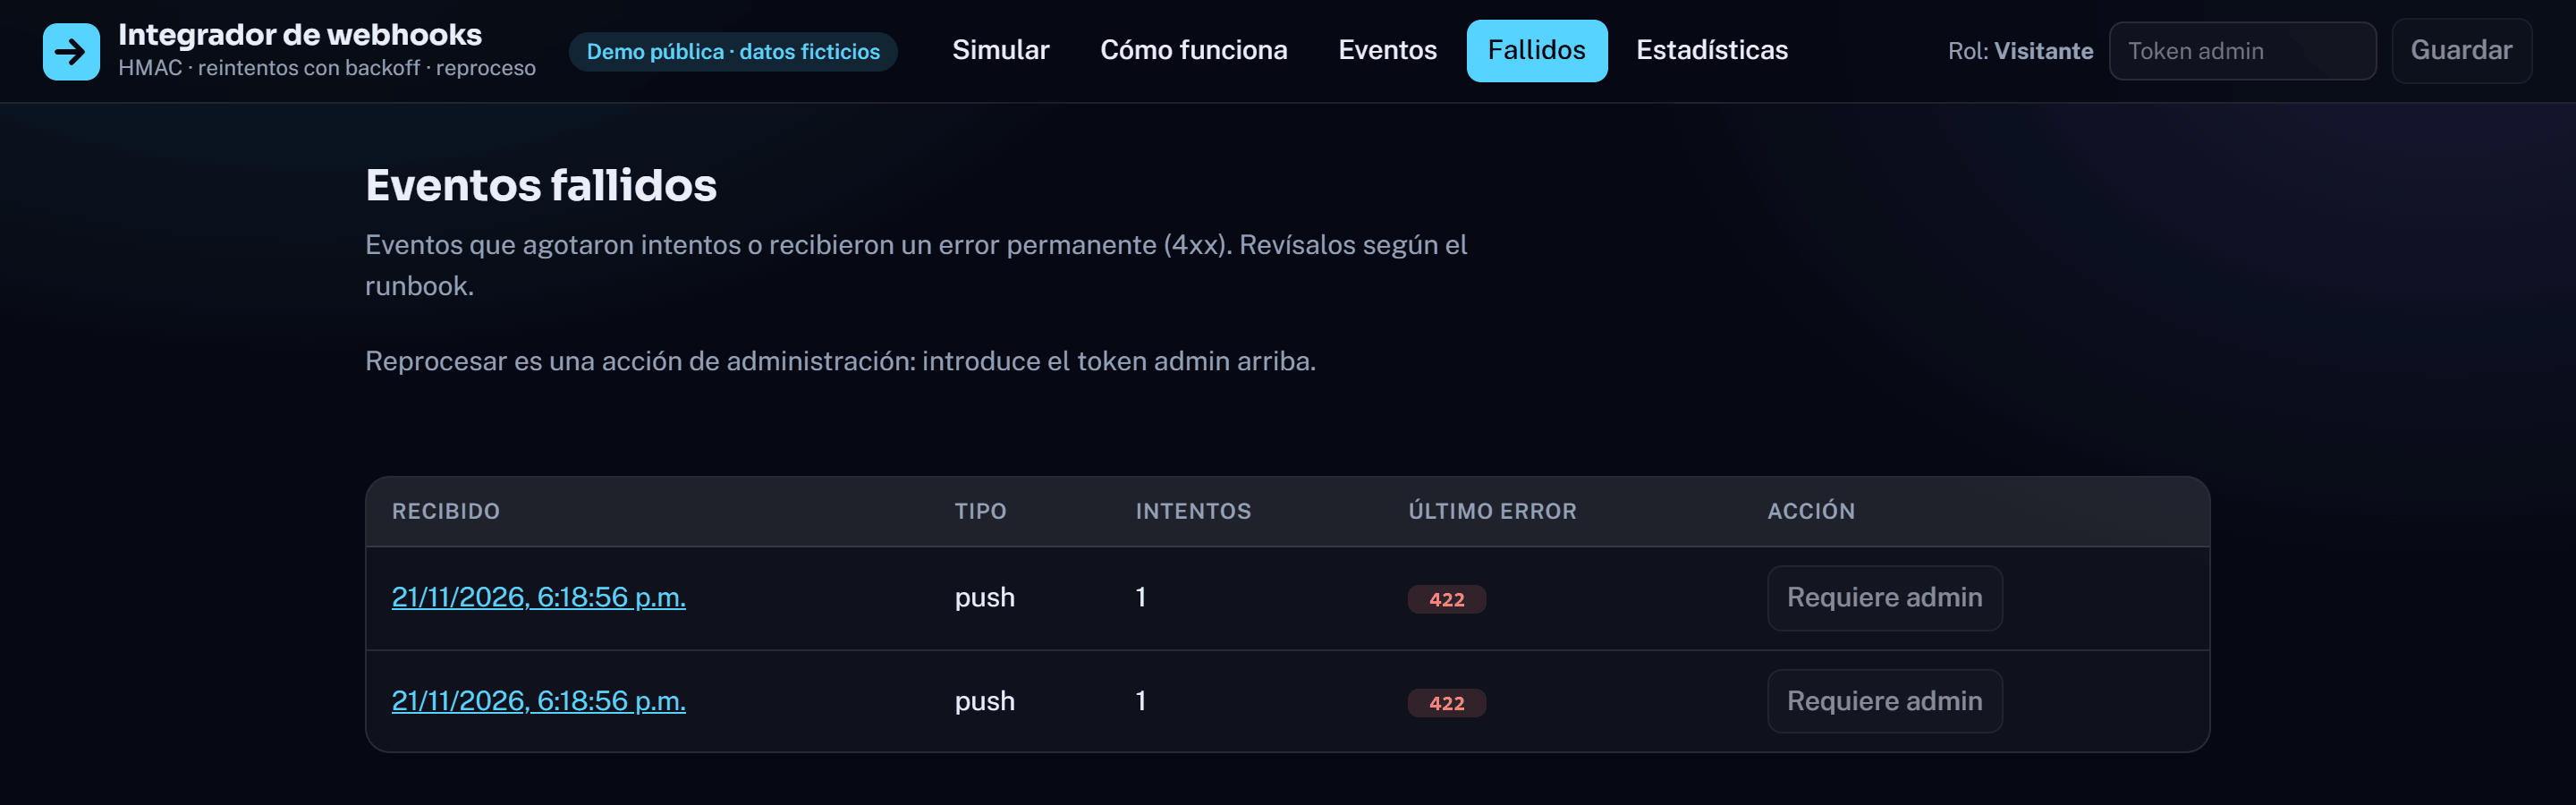 Integrador de webhooks
HMAC · reintentos con backoff · reproceso
Demo pública · datos ficticios
Simular
Cómo funciona
Eventos
Fallidos
Estadísticas
Rol: Visitante
Token admin
Guardar
Eventos fallidos
Eventos que agotaron intentos o recibieron un error permanente (4xx). Revísalos según el
runbook.
Reprocesar es una acción de administración: introduce el token admin arriba.
RECIBIDO TIPO INTENTOS ÚLTIMO ERROR ACCIÓN
21/11/2026, 6:18:56 p.m. push 1 422 Requiere admin
21/11/2026, 6:18:56 p.m. push 1 422 Requiere admin